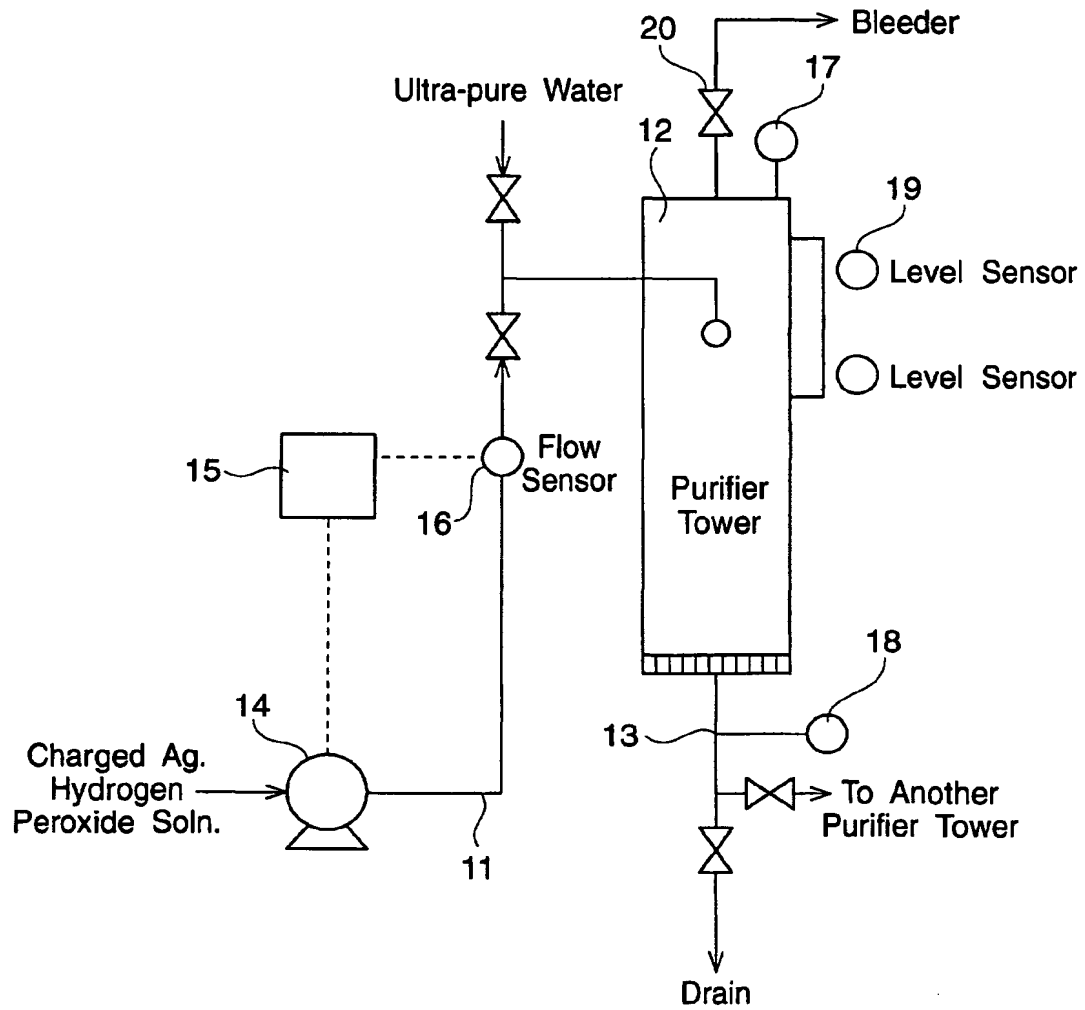 20
Bleeder
17
Ultra-pure Water
12
19
Level Sensor
Level Sensor
15
Flow
Sensor
16
Purifier
Tower
18
14
13
Charged Ag.
Hydrogen
Peroxide Soln.
To Another
Purifier Tower
11
Drain